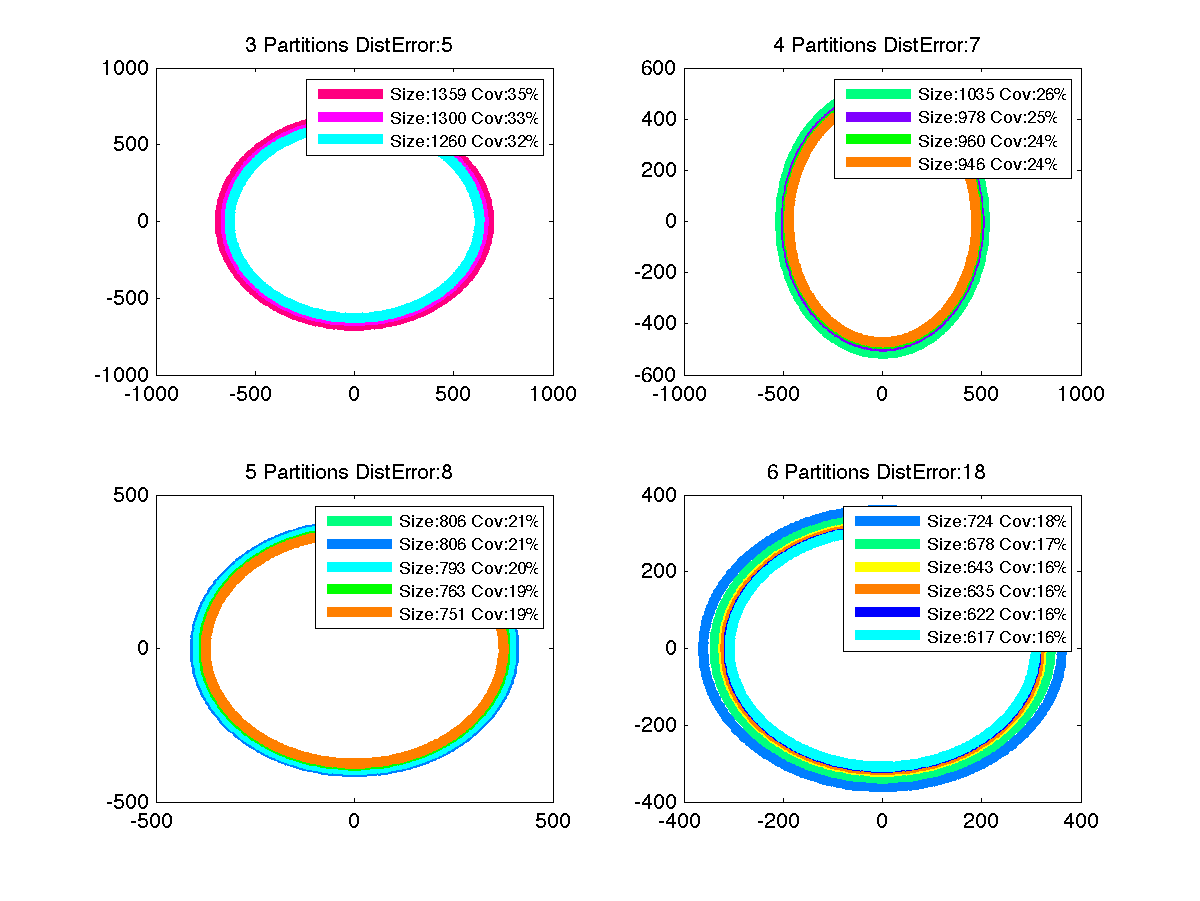 3 Partitions DistError:5
1000
500
0
-500
-1000
-1000 -500 0 500 1000
Size:1359 Cov:35%
Size:1300 Cov:33%
Size:1260 Cov:32%
4 Partitions DistError:7
600
400
200
0
-200
-400
-600
-1000 -500 0 500 1000
Size:1035 Cov:26%
Size:978 Cov:25%
Size:960 Cov:24%
Size:946 Cov:24%
5 Partitions DistError:8
500
0
-500
-500 0 500
Size:806 Cov:21%
Size:806 Cov:21%
Size:793 Cov:20%
Size:763 Cov:19%
Size:751 Cov:19%
6 Partitions DistError:18
400
200
0
-200
-400
-400 -200 0 200 400
Size:724 Cov:18%
Size:678 Cov:17%
Size:643 Cov:16%
Size:635 Cov:16%
Size:622 Cov:16%
Size:617 Cov:16%